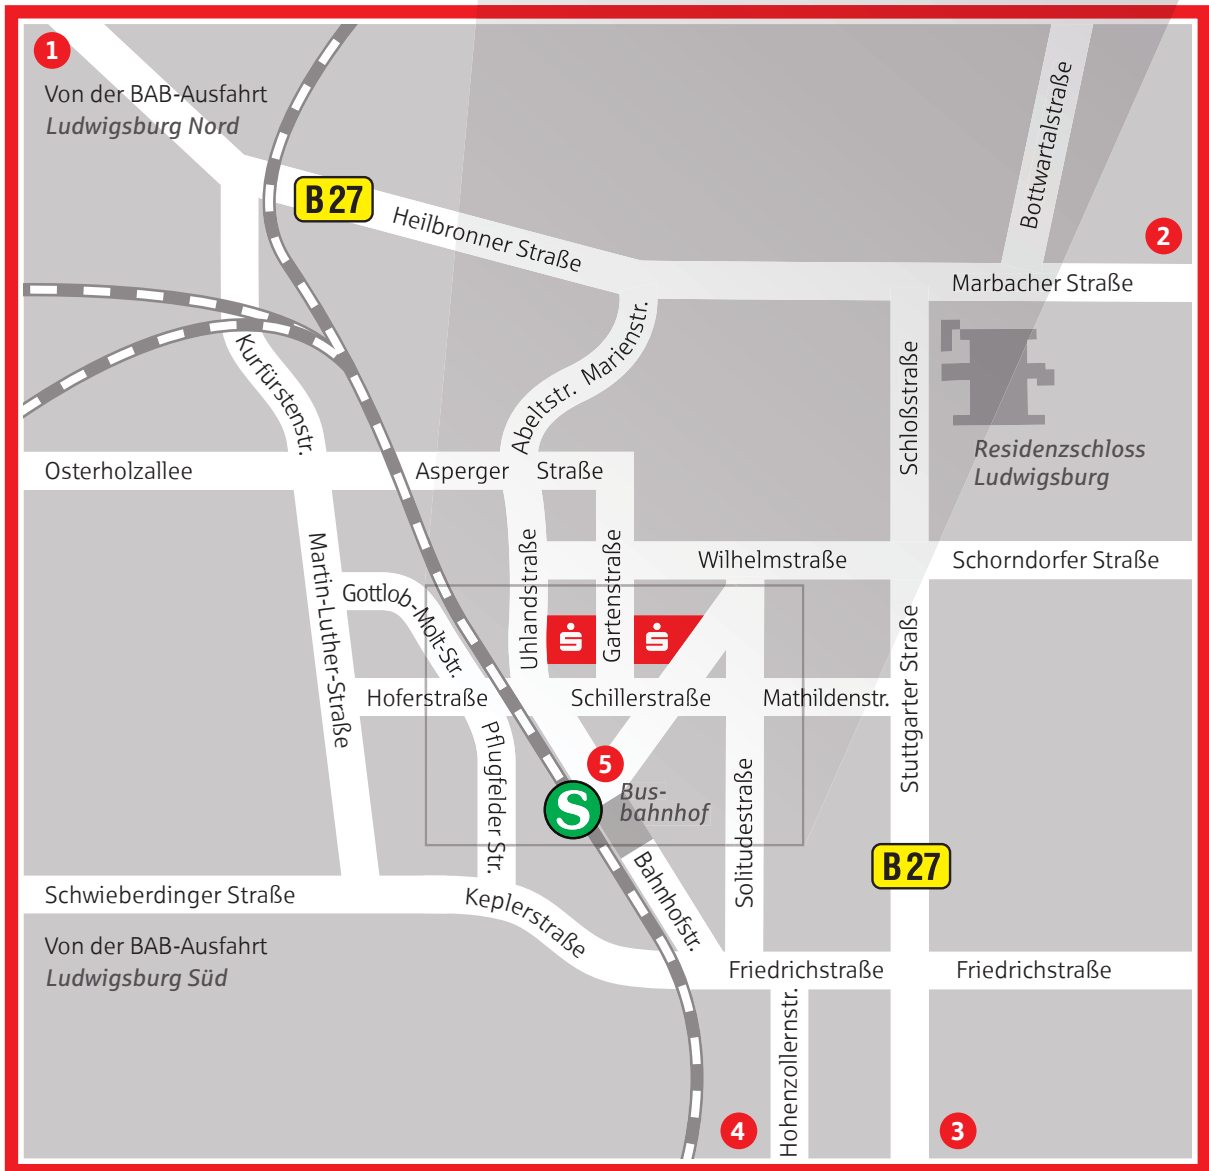 1
Von der BAB-Ausfahrt
Ludwigsburg Nord
B 27
Heilbronner Straße
Bottwartalstraße
2
Marbacher Straße
Marienstr.
Abeltstr.
Kurfürstenstr.
Schloßstraße
Residenzschloss
Ludwigsburg
Osterholzallee
Asperger Straße
Martin-Luther-Straße
Gottlob-Molt-Str.
Uhlandstraße
Gartenstraße
Wilhelmstraße
Schorndorfer Straße
Hoferstraße
Schillerstraße
Mathildenstr.
Stuttgarter Straße
Pflugfelder Str.
5
S
Bus-
bahnhof
Solitudestraße
Bahnhofstr.
B 27
Schwieberdinger Straße
Keplerstraße
Von der BAB-Ausfahrt
Ludwigsburg Süd
Friedrichstraße
Friedrichstraße
Hohenzollernstr.
4
3